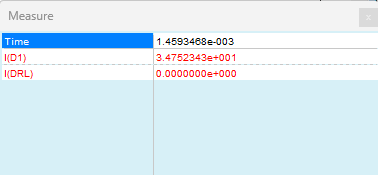 Measure
x
Time 1.4593468e-003
I(D1) 3.4752343e+001
I(DRL) 0.0000000e+000